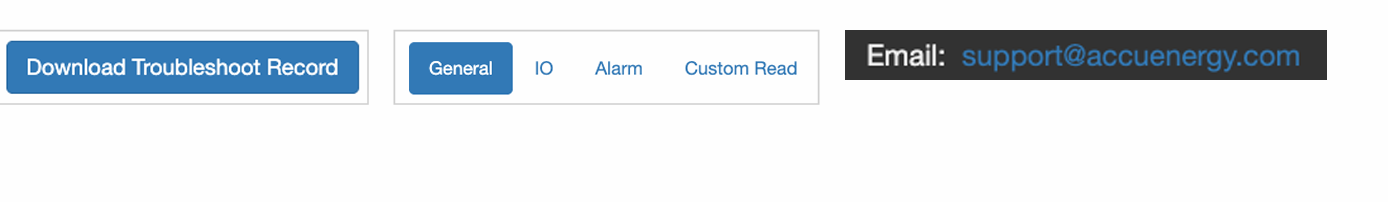 Download Troubleshoot Record
General IO Alarm Custom Read
Email: support@accuenergy.com